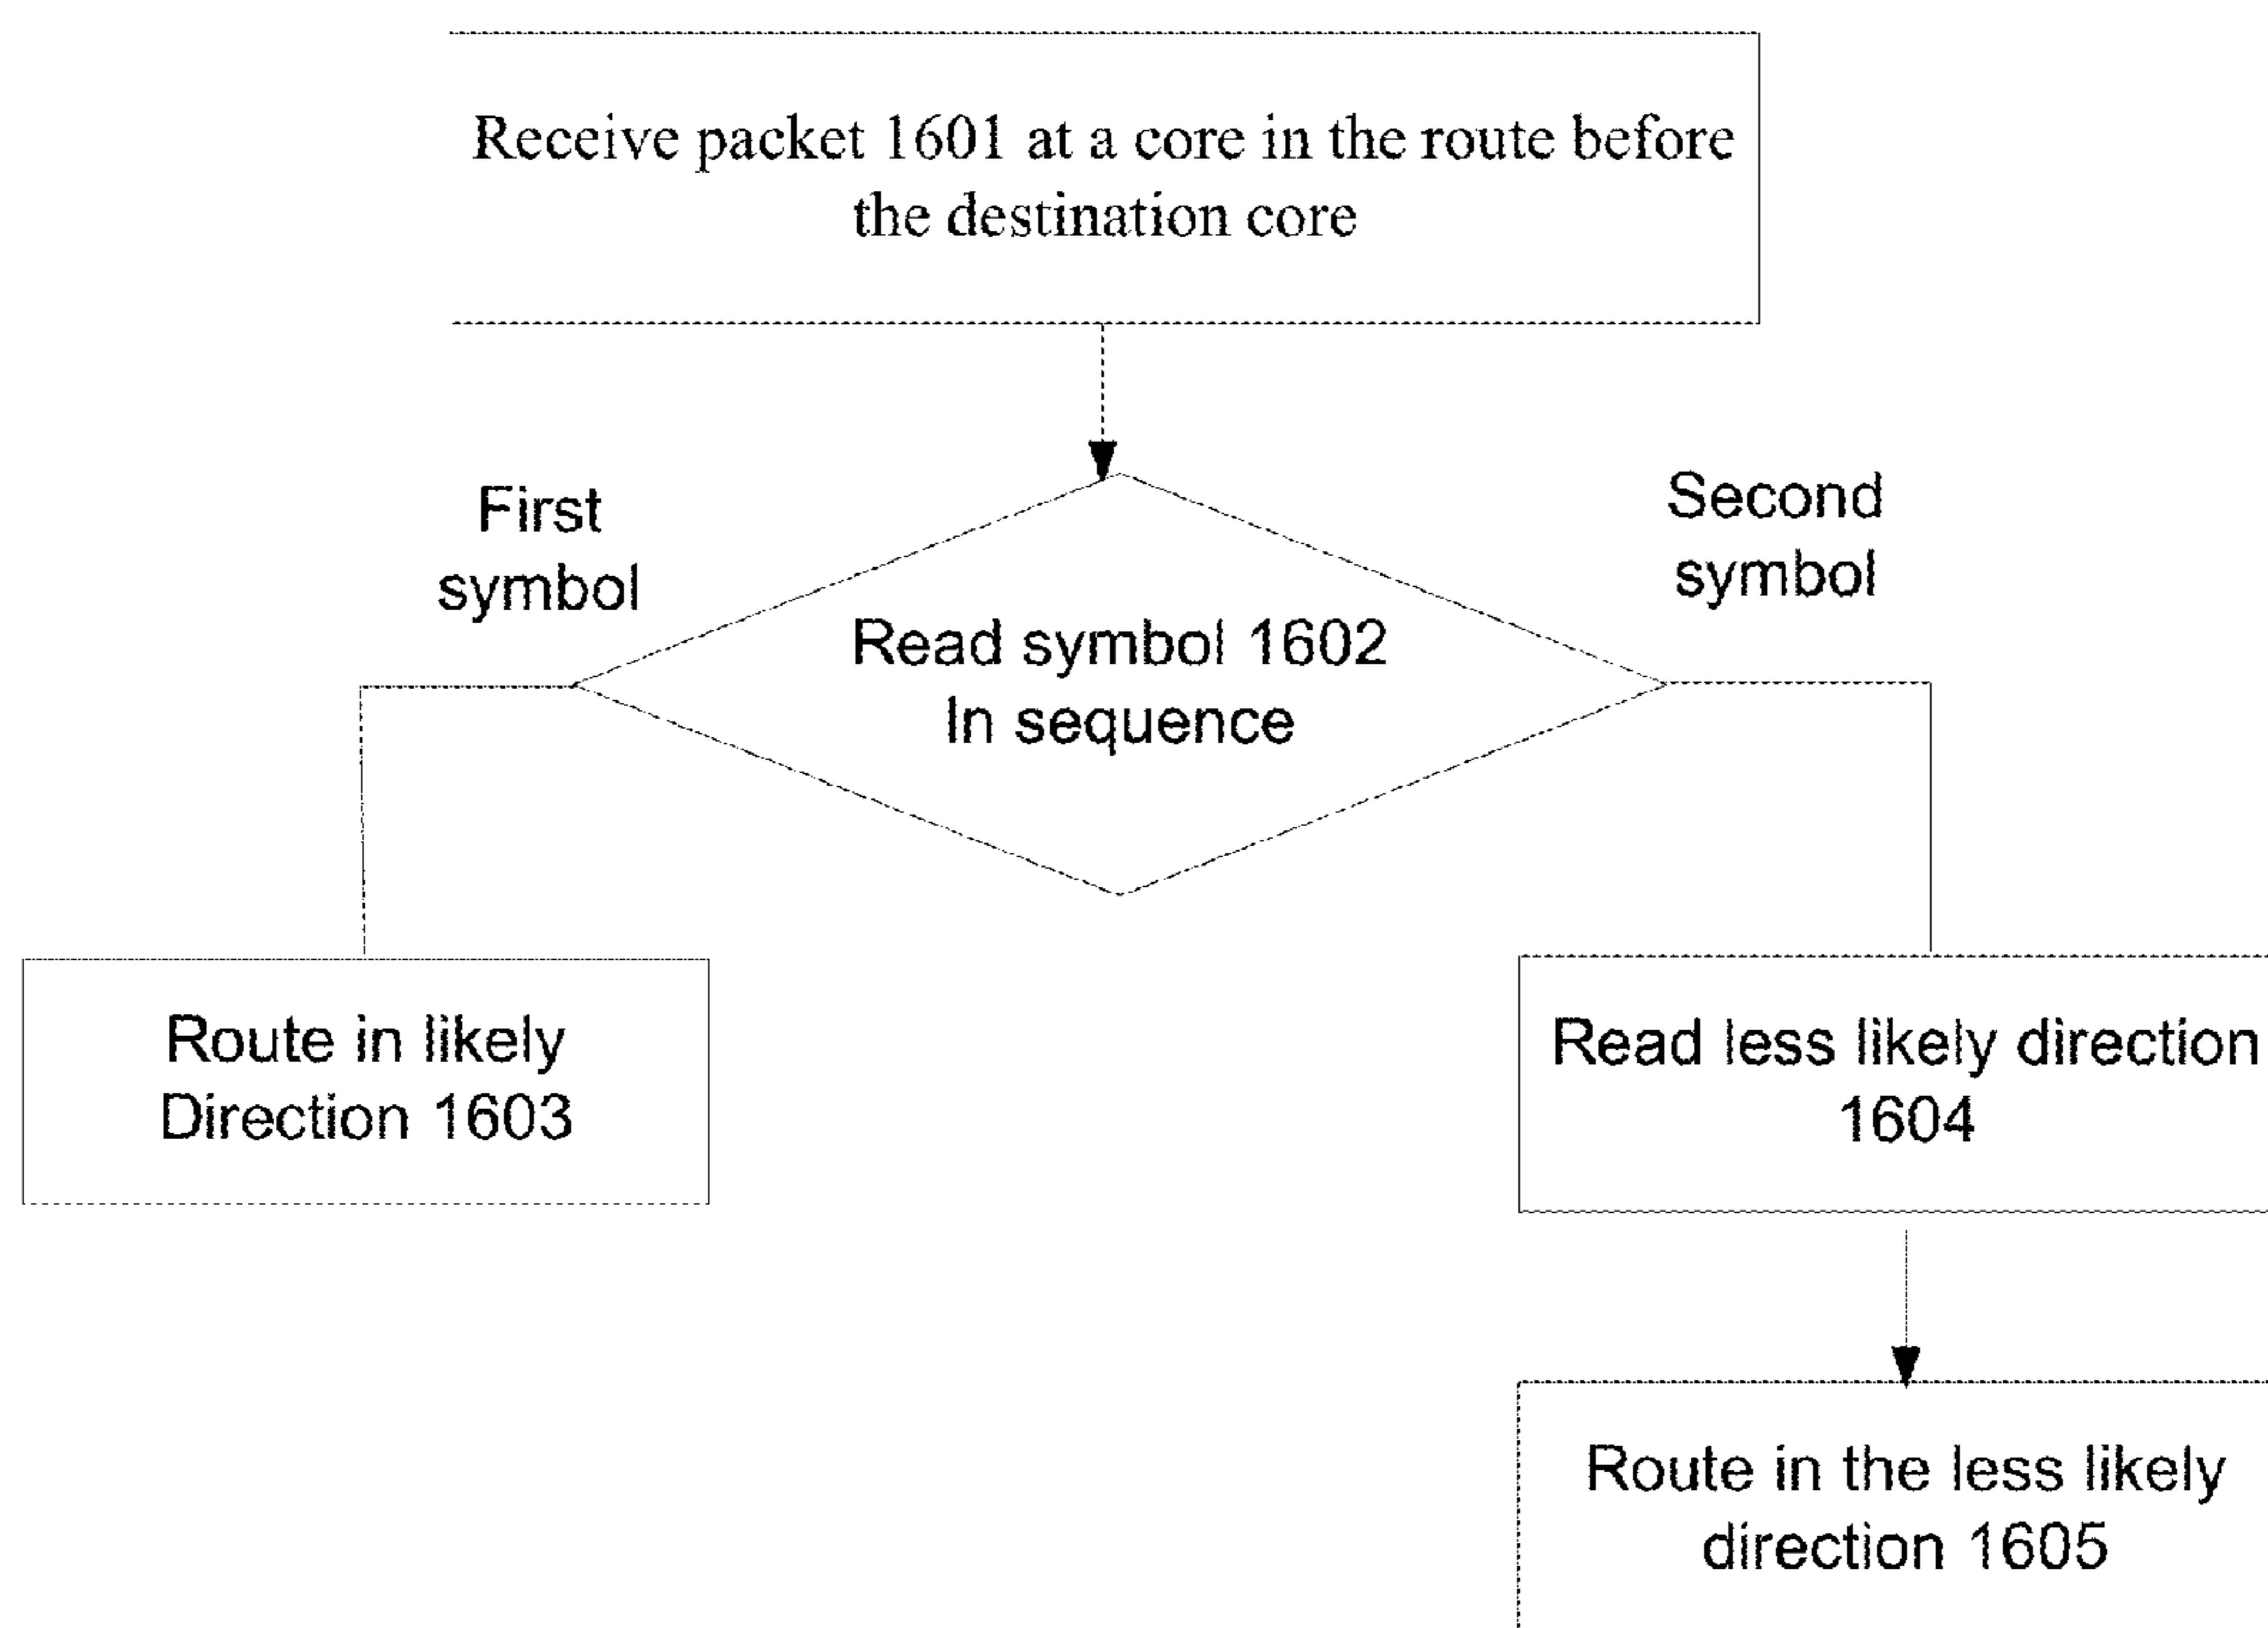 Receive packet 1601 at a core in the route before
the destination core
First
symbol
Second
symbol
Read symbol 1602
In sequence
Route in likely
Direction 1603
Read less likely direction
1604
Route in the less likely
direction 1605